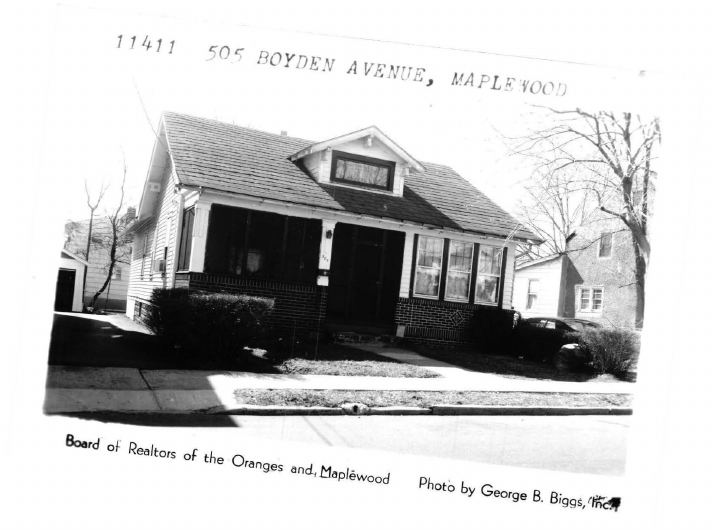 11411 505 BOYDEN AVENUE, MAPLEWOOD
Board of Realtors of the Oranges and, Maplewood Photo by George B. Biggs, Inc.